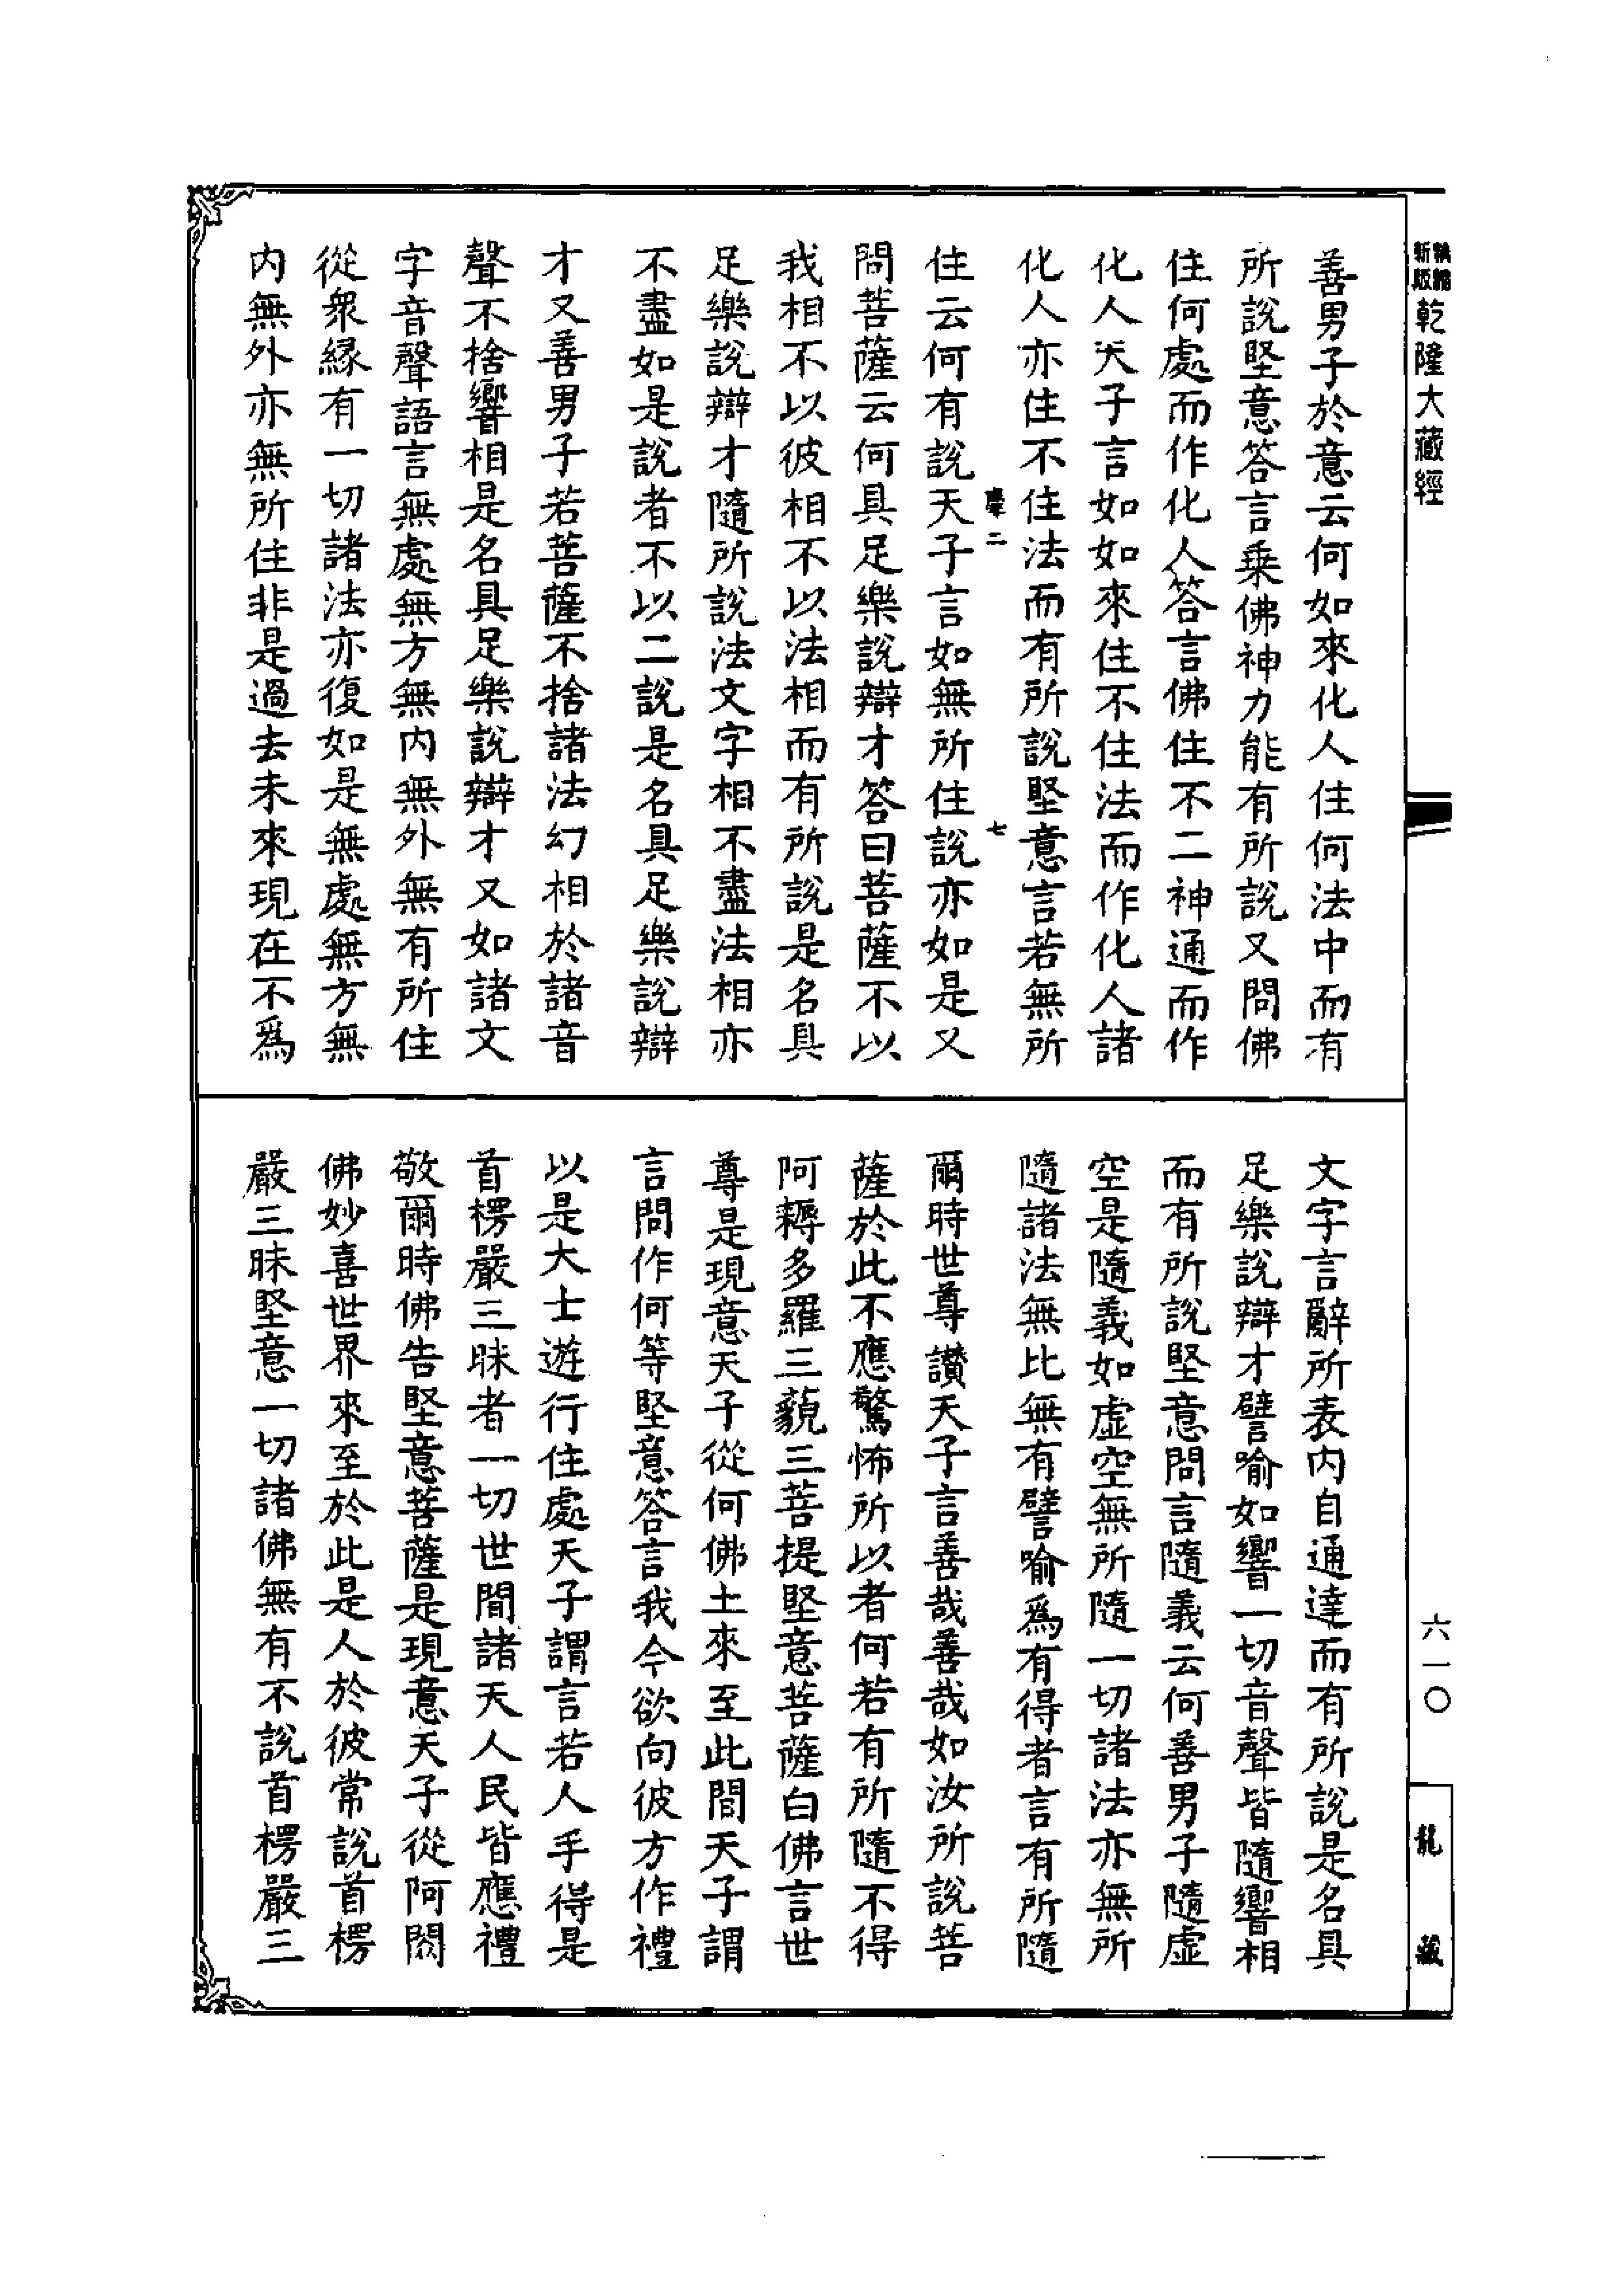 精縮新版乾隆大藏經
善男子於意云何如來化人住何法中而有
所說堅意答言乗佛神力能有所說又問佛
住何處而作化人答言佛住不二神通而作
化人天子言如如來住不住法而作化人諸
化人亦住不住法而有所說堅意言若無所
二 七
住云何有說天子言如無所住說亦如是又
問菩薩云何具足樂說辯才答曰菩薩不以
我相不以彼相不以法相而有所說是名具
足樂說辯才隨所說法文字相不盡法相亦
不盡如是說者不以二說是名具足樂說辯
才又善男子若菩薩不捨諸法幻相於諸音
聲不捨響相是名具足樂說辯才又如諸文
字音聲語言無處無方無内無外無有所住
從衆緣有一切諸法亦復如是無處無方無
内無外亦無所住非是過去未來現在不爲
文字言辭所表内自通達而有所說是名具
足樂說辯才譬喻如響一切音聲皆隨響相
而有所說堅意問言隨義云何善男子隨虛
空是隨義如虛空無所隨一切諸法亦無所
隨諸法無比無有譬喻爲有得者言有所隨
爾時世尊讃天子言善哉善哉如汝所說菩
薩於此不應驚怖所以者何若有所隨不得
阿耨多羅三藐三菩提堅意菩薩白佛言世
尊是現意天子從何佛土來至此間天子謂
言問作何等堅意答言我今欲向彼方作禮
以是大士遊行住處天子謂言若人手得是
首楞嚴三昧者一切世間諸天人民皆應禮
敬爾時佛告堅意菩薩是現意天子從阿閦
佛妙喜世界來至於此是人於彼常說首楞
嚴三昧堅意一切諸佛無有不說首楞嚴三
六一〇
龍藏